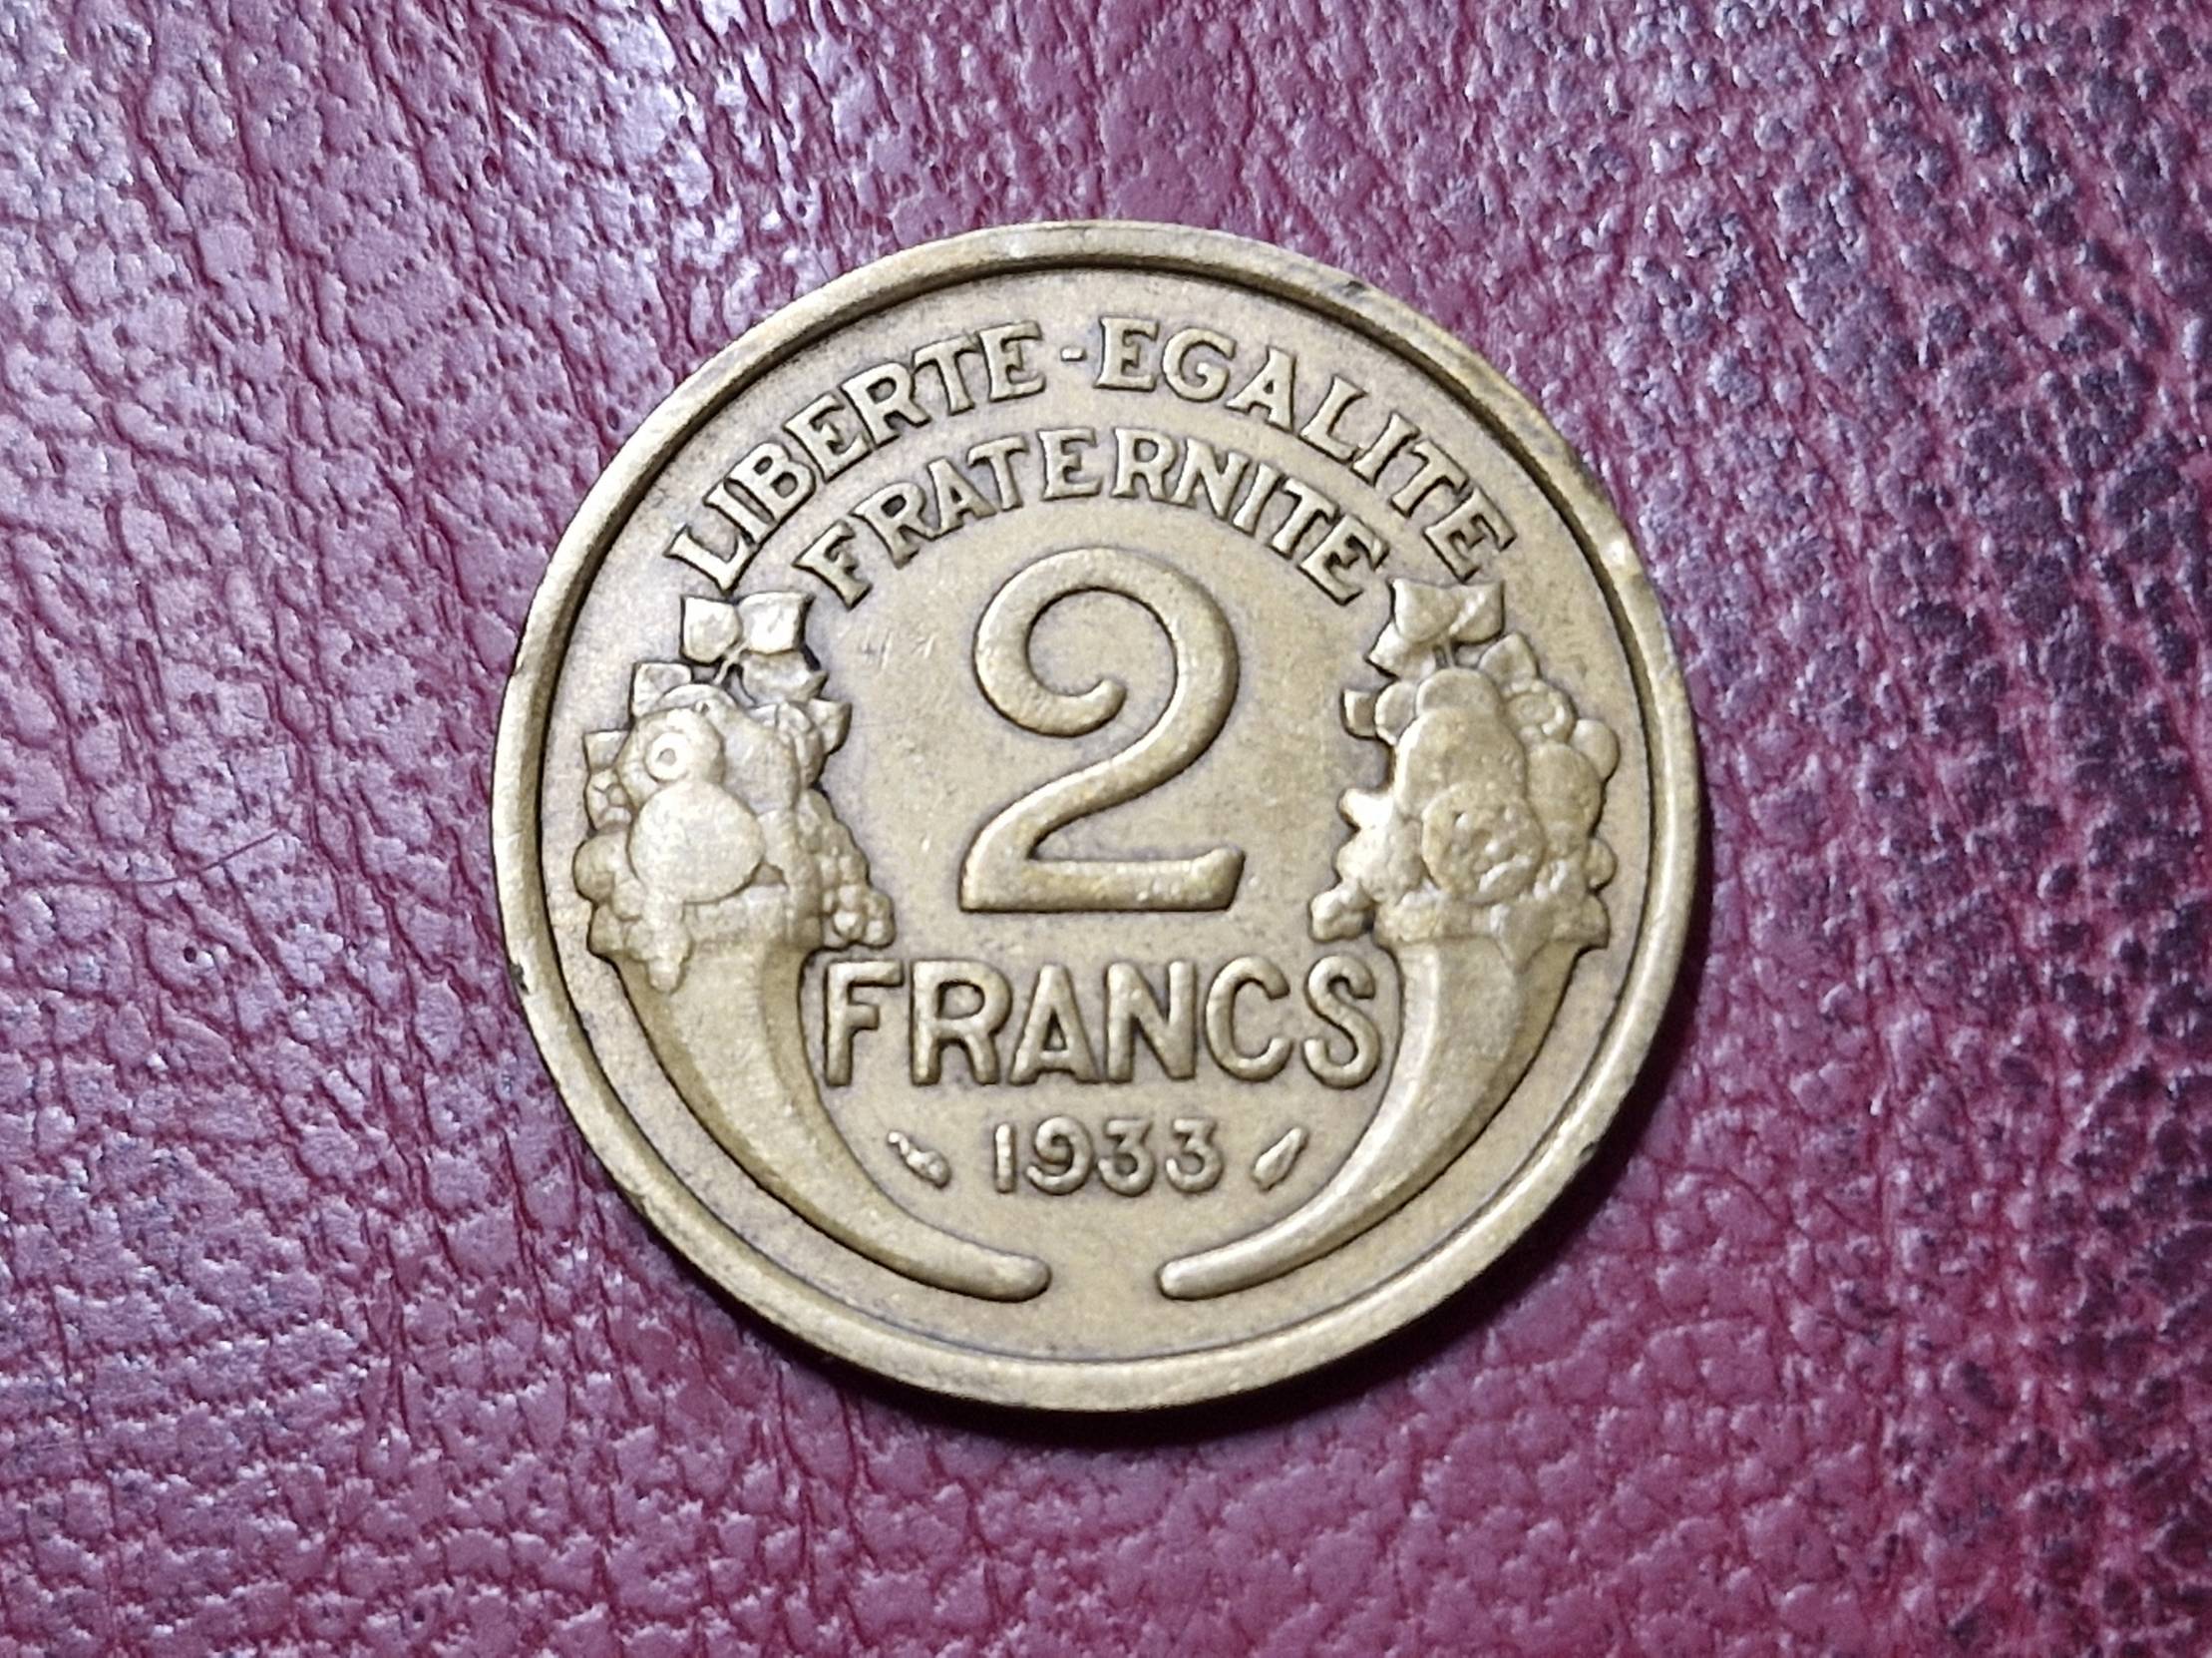 LIBERTE-EGALITE
FRATERNITE
2
FRANCS
1933